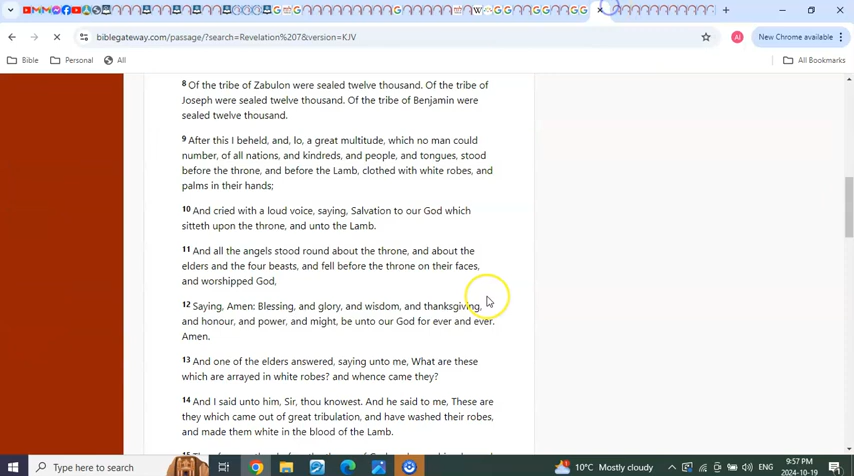 biblegateway.com/passage/?search=Revelation%207&version=KJV
AI
New Chrome available
Bible
Personal
All
All Bookmarks
8 Of the tribe of Zabulon were sealed twelve thousand. Of the tribe of
Joseph were sealed twelve thousand. Of the tribe of Benjamin were
sealed twelve thousand.
9 After this I beheld, and, lo, a great multitude, which no man could
number, of all nations, and kindreds, and people, and tongues, stood
before the throne, and before the Lamb, clothed with white robes, and
palms in their hands;
10 And cried with a loud voice, saying, Salvation to our God which
sitteth upon the throne, and unto the Lamb.
11 And all the angels stood round about the throne, and about the
elders and the four beasts, and fell before the throne on their faces,
and worshipped God,
12 Saying, Amen: Blessing, and glory, and wisdom, and thanksgiving,
and honour, and power, and might, be unto our God for ever and ever.
Amen.
13 And one of the elders answered, saying unto me, What are these
which are arrayed in white robes? and whence came they?
14 And I said unto him, Sir, thou knowest. And he said to me, These are
they which came out of great tribulation, and have washed their robes,
and made them white in the blood of the Lamb.
Type here to search
10°C Mostly cloudy
ENG
9:57 PM
2024-10-19